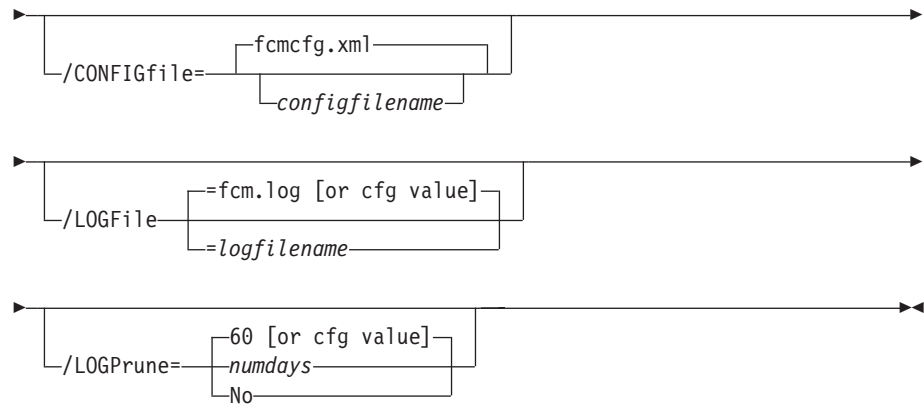 fcmcfg.xml
/CONFIGfile=
configfilename
=fcm.log [or cfg value]
/LOGFile
=logfilename
60 [or cfg value]
/LOGPrune= numdays
No